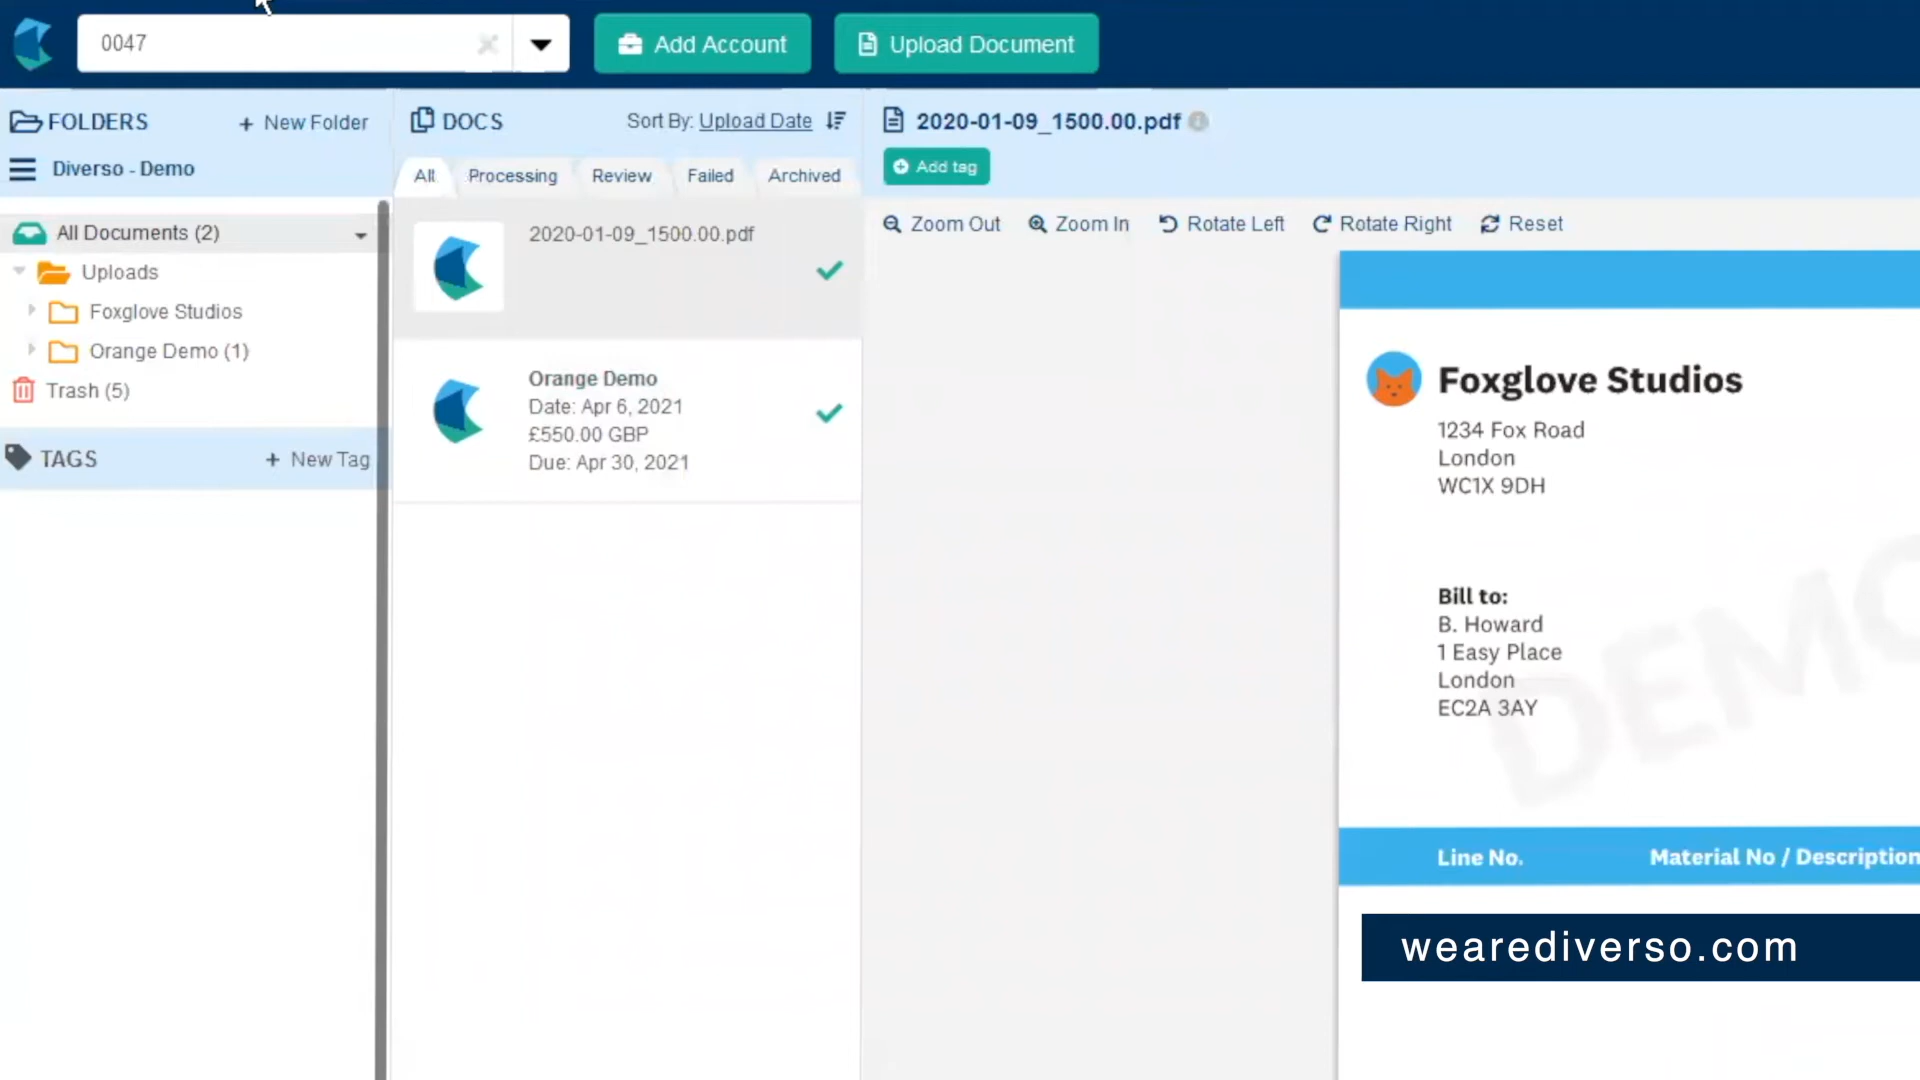 0047
Add Account
Upload Document
FOLDERS
+ New Folder
Diverso - Demo
All Documents (2)
Uploads
Foxglove Studios
Orange Demo (1)
Trash (5)
TAGS
+ New Tag
DOCS
Sort By: Upload Date
All
Processing
Review
Failed
Archived
2020-01-09_1500.00.pdf
Orange Demo
Date: Apr 6, 2021
£550.00 GBP
Due: Apr 30, 2021
2020-01-09_1500.00.pdf
Add tag
Zoom Out
Zoom In
Rotate Left
Rotate Right
Reset
Foxglove Studios
1234 Fox Road
London
WC1X 9DH
Bill to:
B. Howard
1 Easy Place
London
EC2A 3AY
DEMO
Line No.
Material No / Description
wearediverso.com